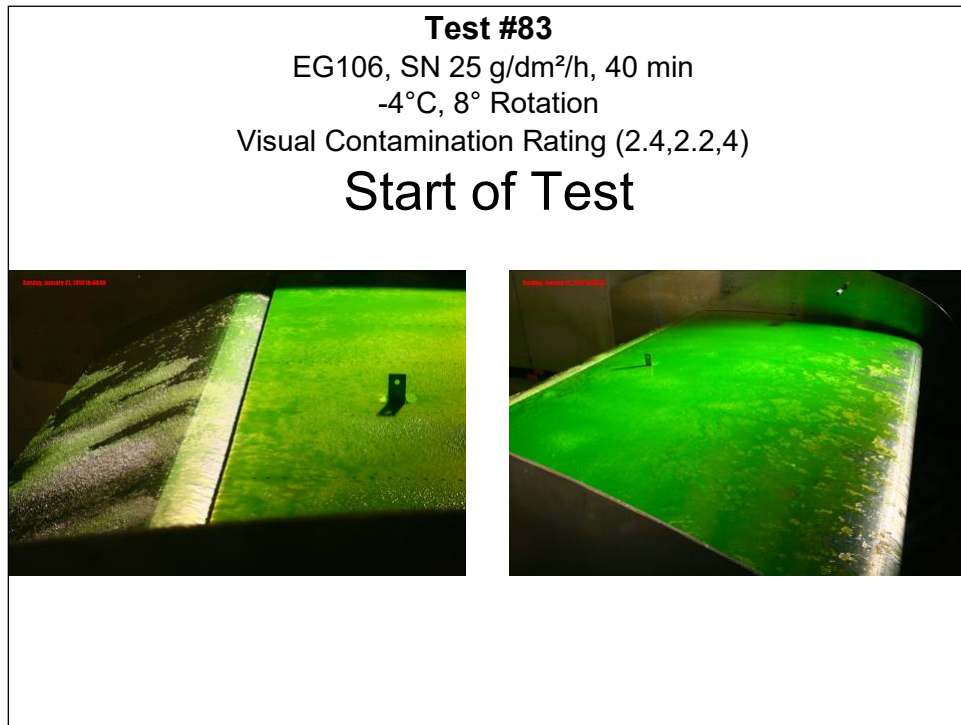 Test #83
EG106, SN 25 g/dm²/h, 40 min
-4°C, 8° Rotation
Visual Contamination Rating (2.4,2.2,4)
Start of Test